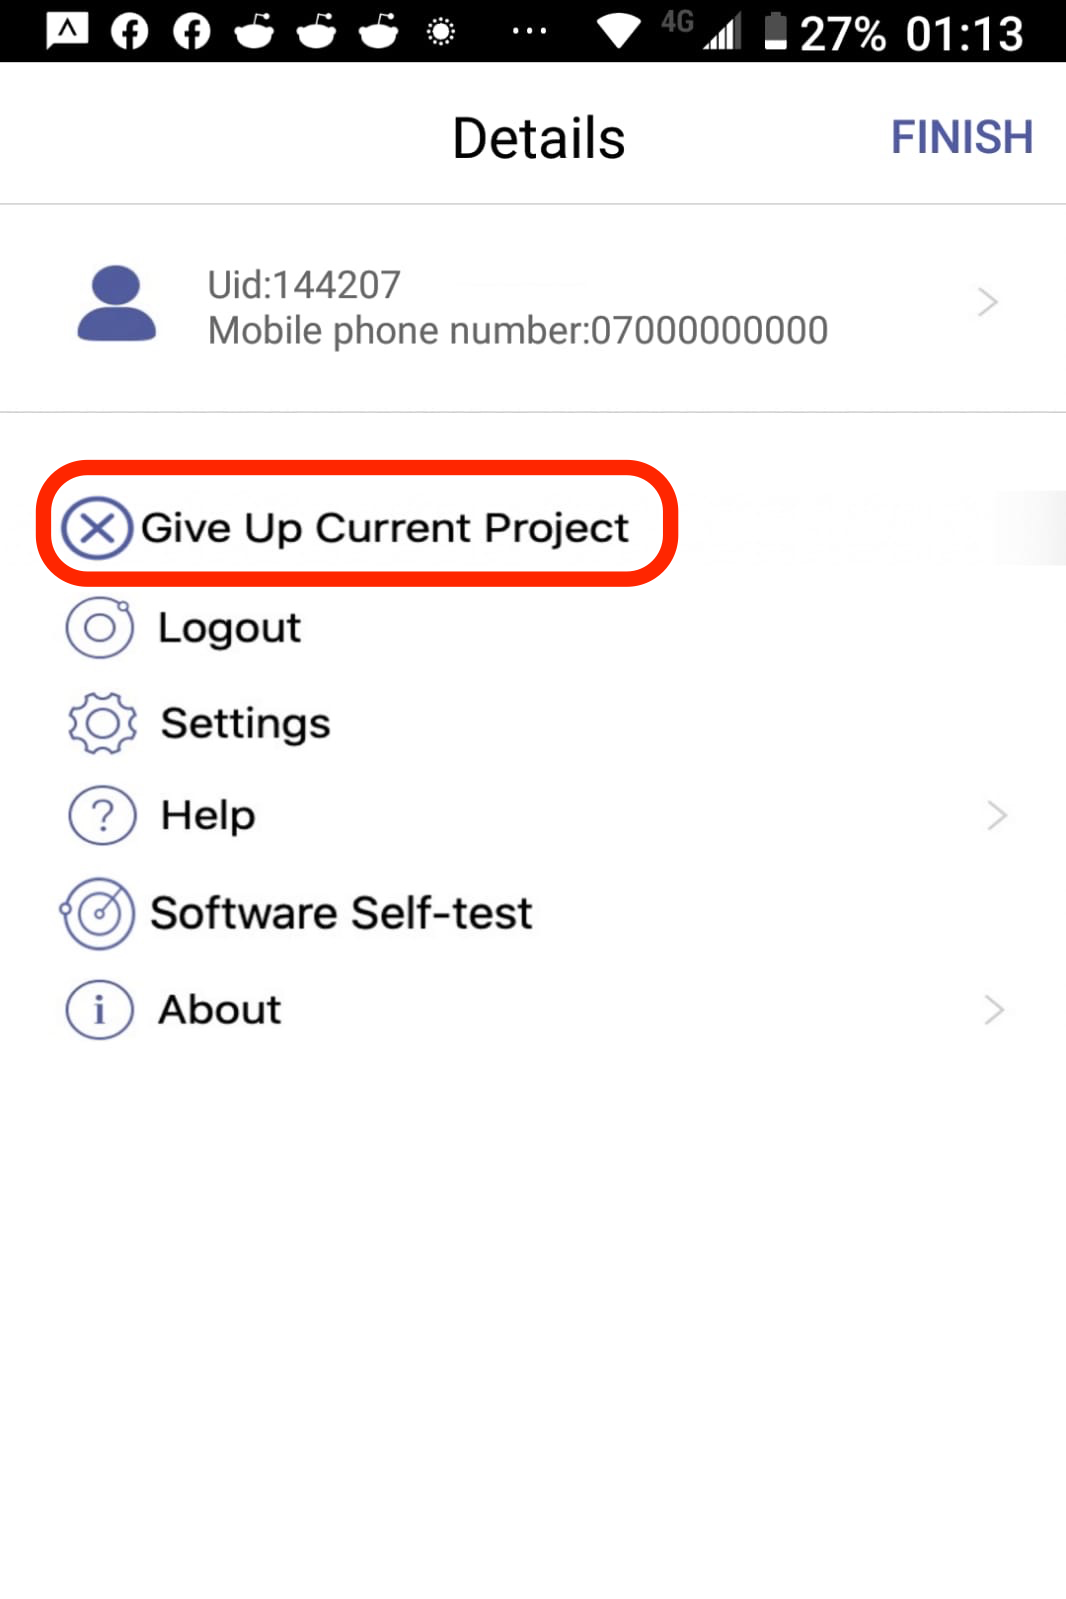 4G 27% 01:13
Details FINISH
Uid:144207
Mobile phone number:07000000000
Give Up Current Project
Logout
Settings
? Help
Software Self-test
i About